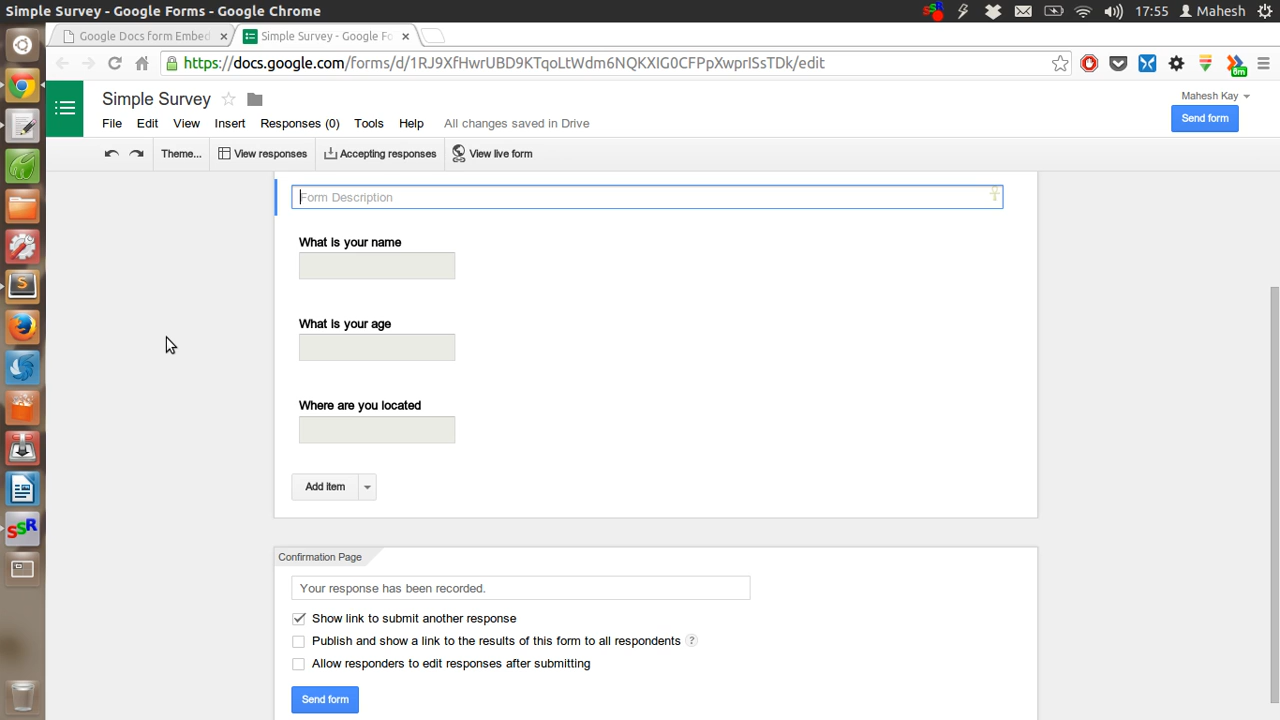 Simple Survey - Google Forms - Google Chrome
17:55 Mahesh
Google Docs form Embed
Simple Survey - Google Fo
https://docs.google.com/forms/d/1RJ9XfHwrUBD9KTqoLtWdm6NQKXIG0CFPpXwprISsTDk/edit
8m
Simple Survey
Mahesh Kay
File Edit View Insert Responses (0) Tools Help All changes saved in Drive
Send form
Theme... View responses Accepting responses View live form
Form Description
What is your name
What is your age
Where are you located
Add item
Confirmation Page
Your response has been recorded.
Show link to submit another response
Publish and show a link to the results of this form to all respondents ?
Allow responders to edit responses after submitting
Send form
SSR